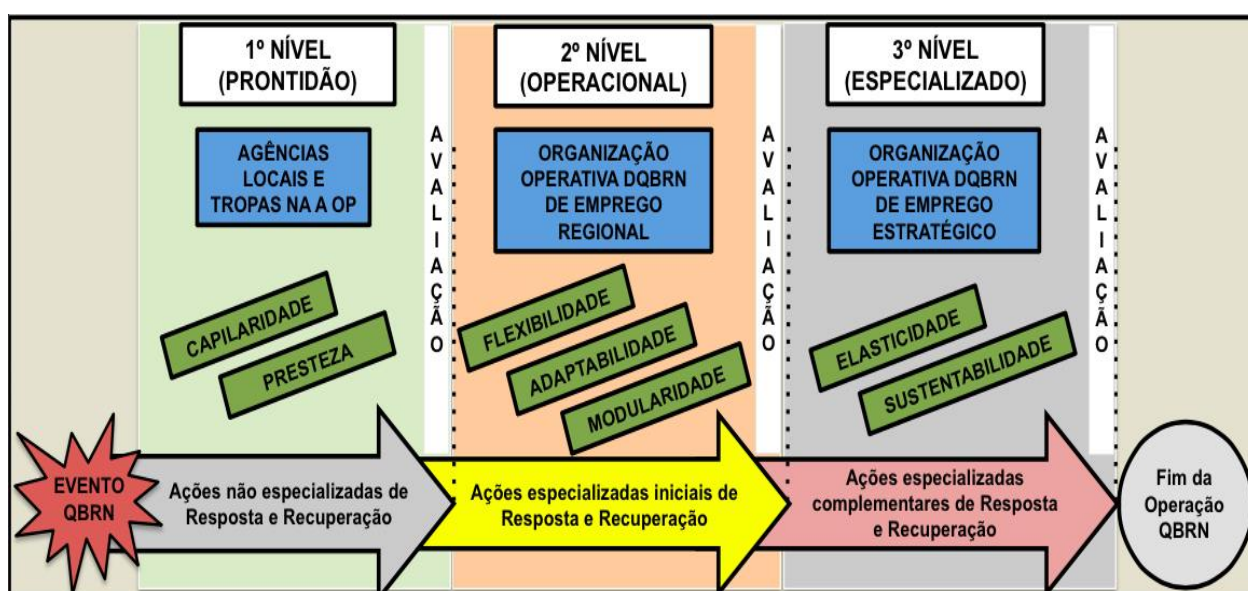 1º NÍVEL
(PRONTIDÃO)
AGÊNCIAS
LOCAIS E
TROPAS NA A OP
CAPILARIDADE
PRESTEZA
AVALIAÇÃO
2º NÍVEL
(OPERACIONAL)
ORGANIZAÇÃO
OPERATIVA DQBRN
DE EMPREGO
REGIONAL
FLEXIBILIDADE
ADAPTABILIDADE
MODULARIDADE
AVALIAÇÃO
3º NÍVEL
(ESPECIALIZADO)
ORGANIZAÇÃO
OPERATIVA DQBRN
DE EMPREGO
ESTRATÉGICO
ELASTICIDADE
SUSTENTABILIDADE
AVALIAÇÃO
EVENTO
QBRN
Ações não especializadas de
Resposta e Recuperação
Ações especializadas iniciais de
Resposta e Recuperação
Ações especializadas
complementares de Resposta
e Recuperação
Fim da
Operação
QBRN